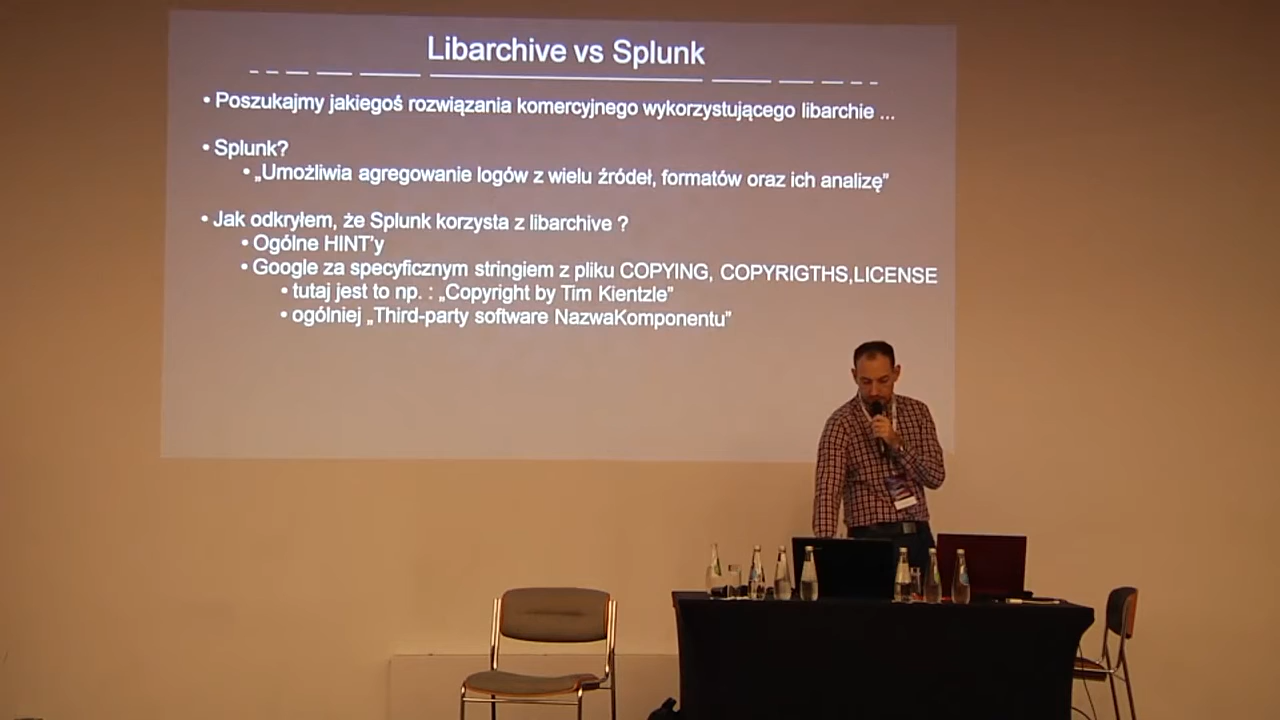 Libarchive vs Splunk
• Poszukajmy jakiegoś rozwiązania komercyjnego wykorzystującego libarchie ...
• Splunk?
• „Umożliwia agregowanie logów z wielu źródeł, formatów oraz ich analizę”
• Jak odkryłem, że Splunk korzysta z libarchive ?
• Ogólne HINT'y
• Google za specyficznym stringiem z pliku COPYING, COPYRIGTHS,LICENSE
• tutaj jest to np. : „Copyright by Tim Kientzle”
• ogólniej „Third-party software NazwaKomponentu”